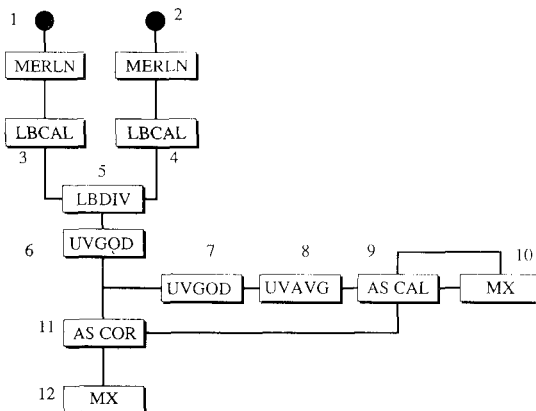 1 2
MERLN MERLN
LBCAL LBCAL
3 4
5
LBDIV
6 UVGOD 7 8 9 10
UVGOD UVAVG AS CAL MX
11 AS COR
12 MX